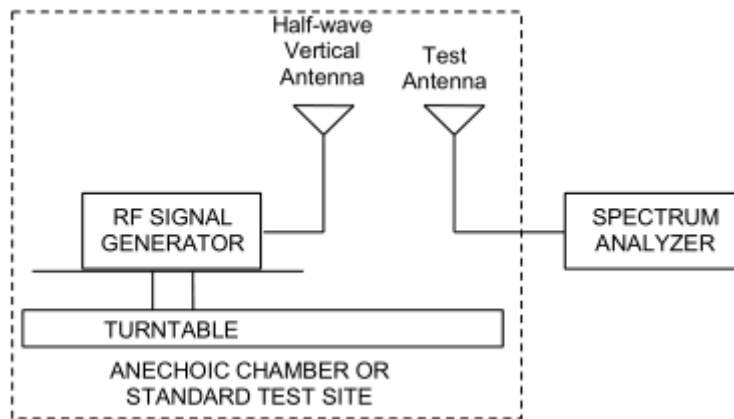 Half-wave
Vertical
Antenna
Test
Antenna
RF SIGNAL
GENERATOR
SPECTRUM
ANALYZER
TURNTABLE
ANECHOIC CHAMBER OR
STANDARD TEST SITE